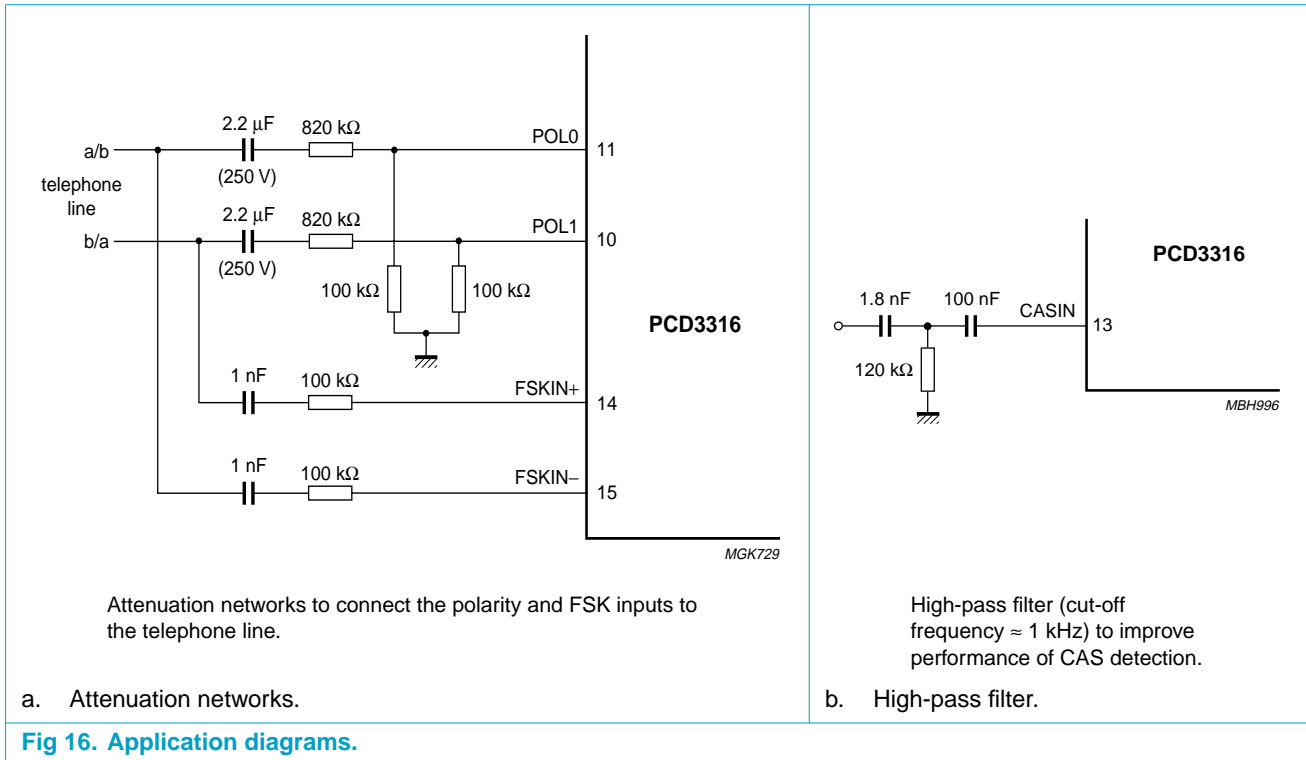 2.2 μF
820 kΩ
POL0
a/b
11
(250 V)
telephone
line
2.2 μF
820 kΩ
POL1
b/a
10
(250 V)
100 kΩ
100 kΩ
PCD3316
1 nF
100 kΩ
FSKIN+
14
1 nF
100 kΩ
FSKIN−
15
MGK729
Attenuation networks to connect the polarity and FSK inputs to
the telephone line.
a. Attenuation networks.
PCD3316
1.8 nF
100 nF
CASIN
13
120 kΩ
MBH996
High-pass filter (cut-off
frequency ≈ 1 kHz) to improve
performance of CAS detection.
b. High-pass filter.
Fig 16. Application diagrams.